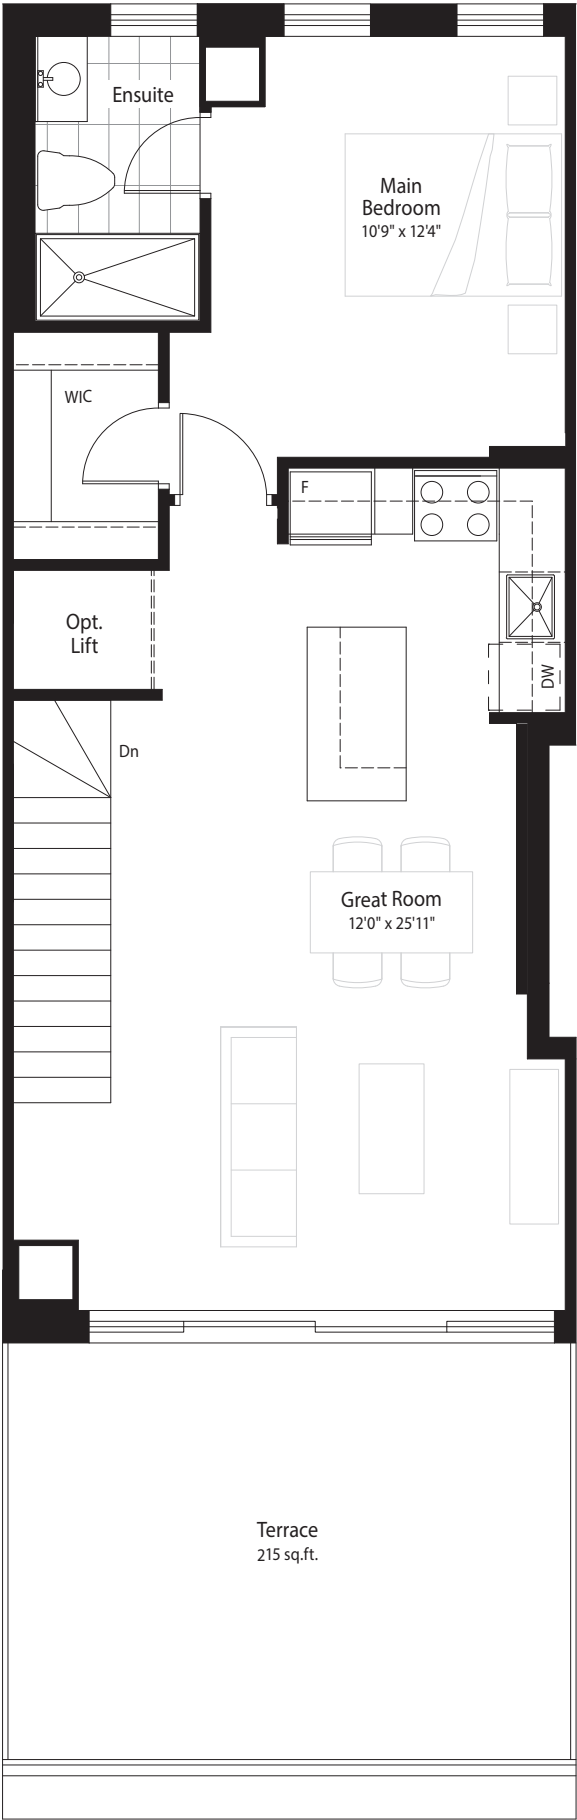 Ensuite
Main
Bedroom
10'9" x 12'4"
WIC
F
Opt.
Lift
DW
Dn
Great Room
12'0" x 25'11"
Terrace
215 sq.ft.